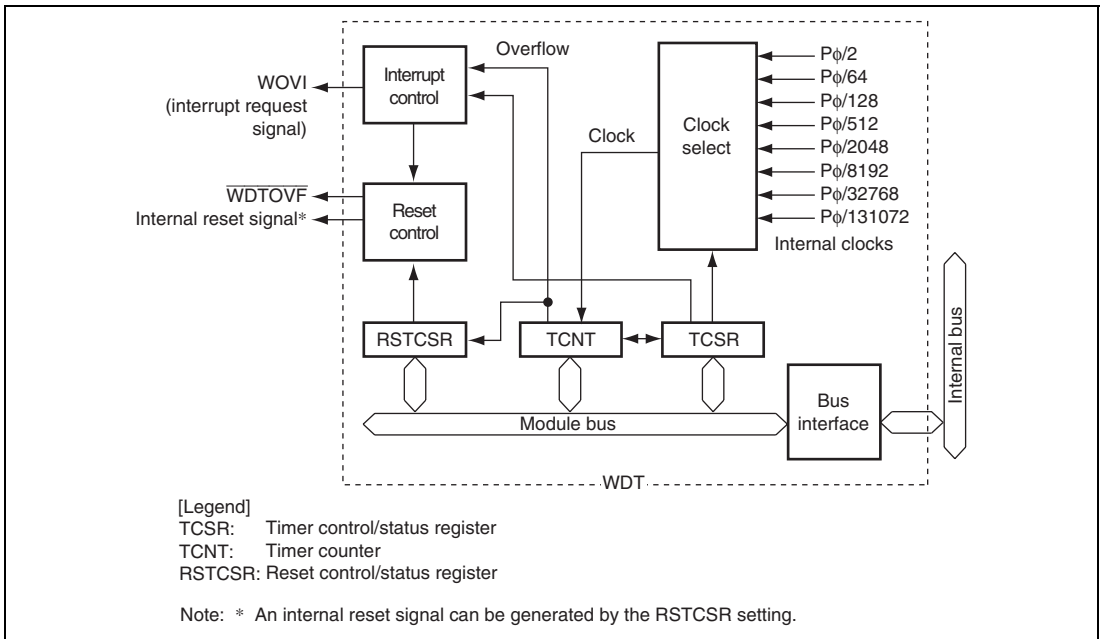 Overflow
Interrupt
control
WOVI
(interrupt request
signal)
WDTOVF
Internal reset signal*
Reset
control
Clock
Clock
select
Pϕ/2
Pϕ/64
Pϕ/128
Pϕ/512
Pϕ/2048
Pϕ/8192
Pϕ/32768
Pϕ/131072
Internal clocks
RSTCSR
TCNT
TCSR
Module bus
Bus
interface
Internal bus
WDT
[Legend]
TCSR: Timer control/status register
TCNT: Timer counter
RSTCSR: Reset control/status register
Note: * An internal reset signal can be generated by the RSTCSR setting.